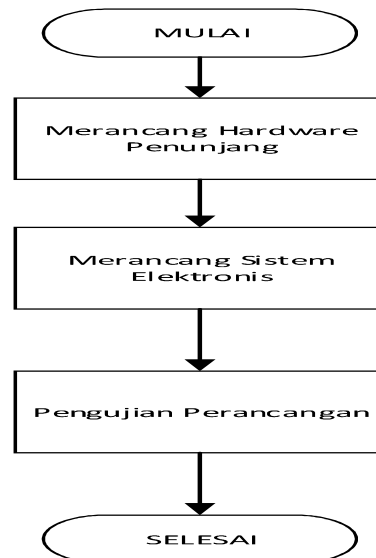 MULAI
Merancang Hardware
Penunjang
Merancang Sistem
Elektronis
Pengujian Perancangan
SELESAI